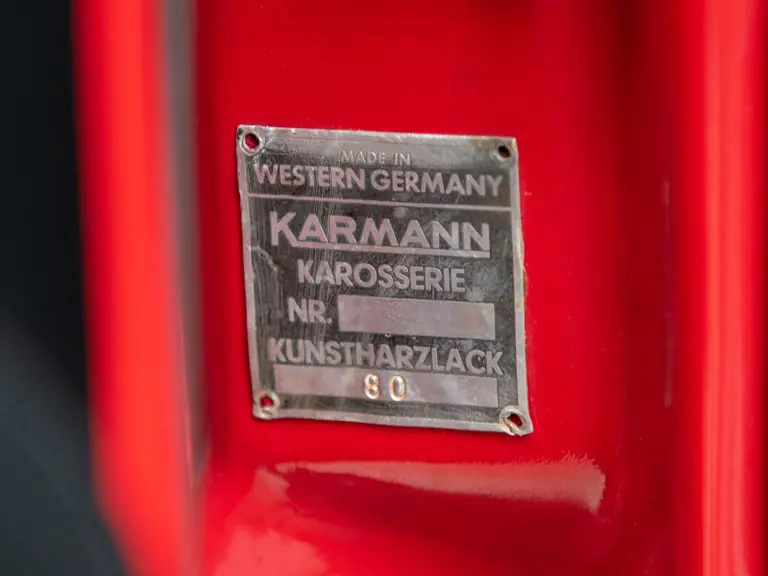 MADE IN
WESTERN GERMANY
KARMANN
KAROSSERIE
NR.
KUNSTHARZLACK
80